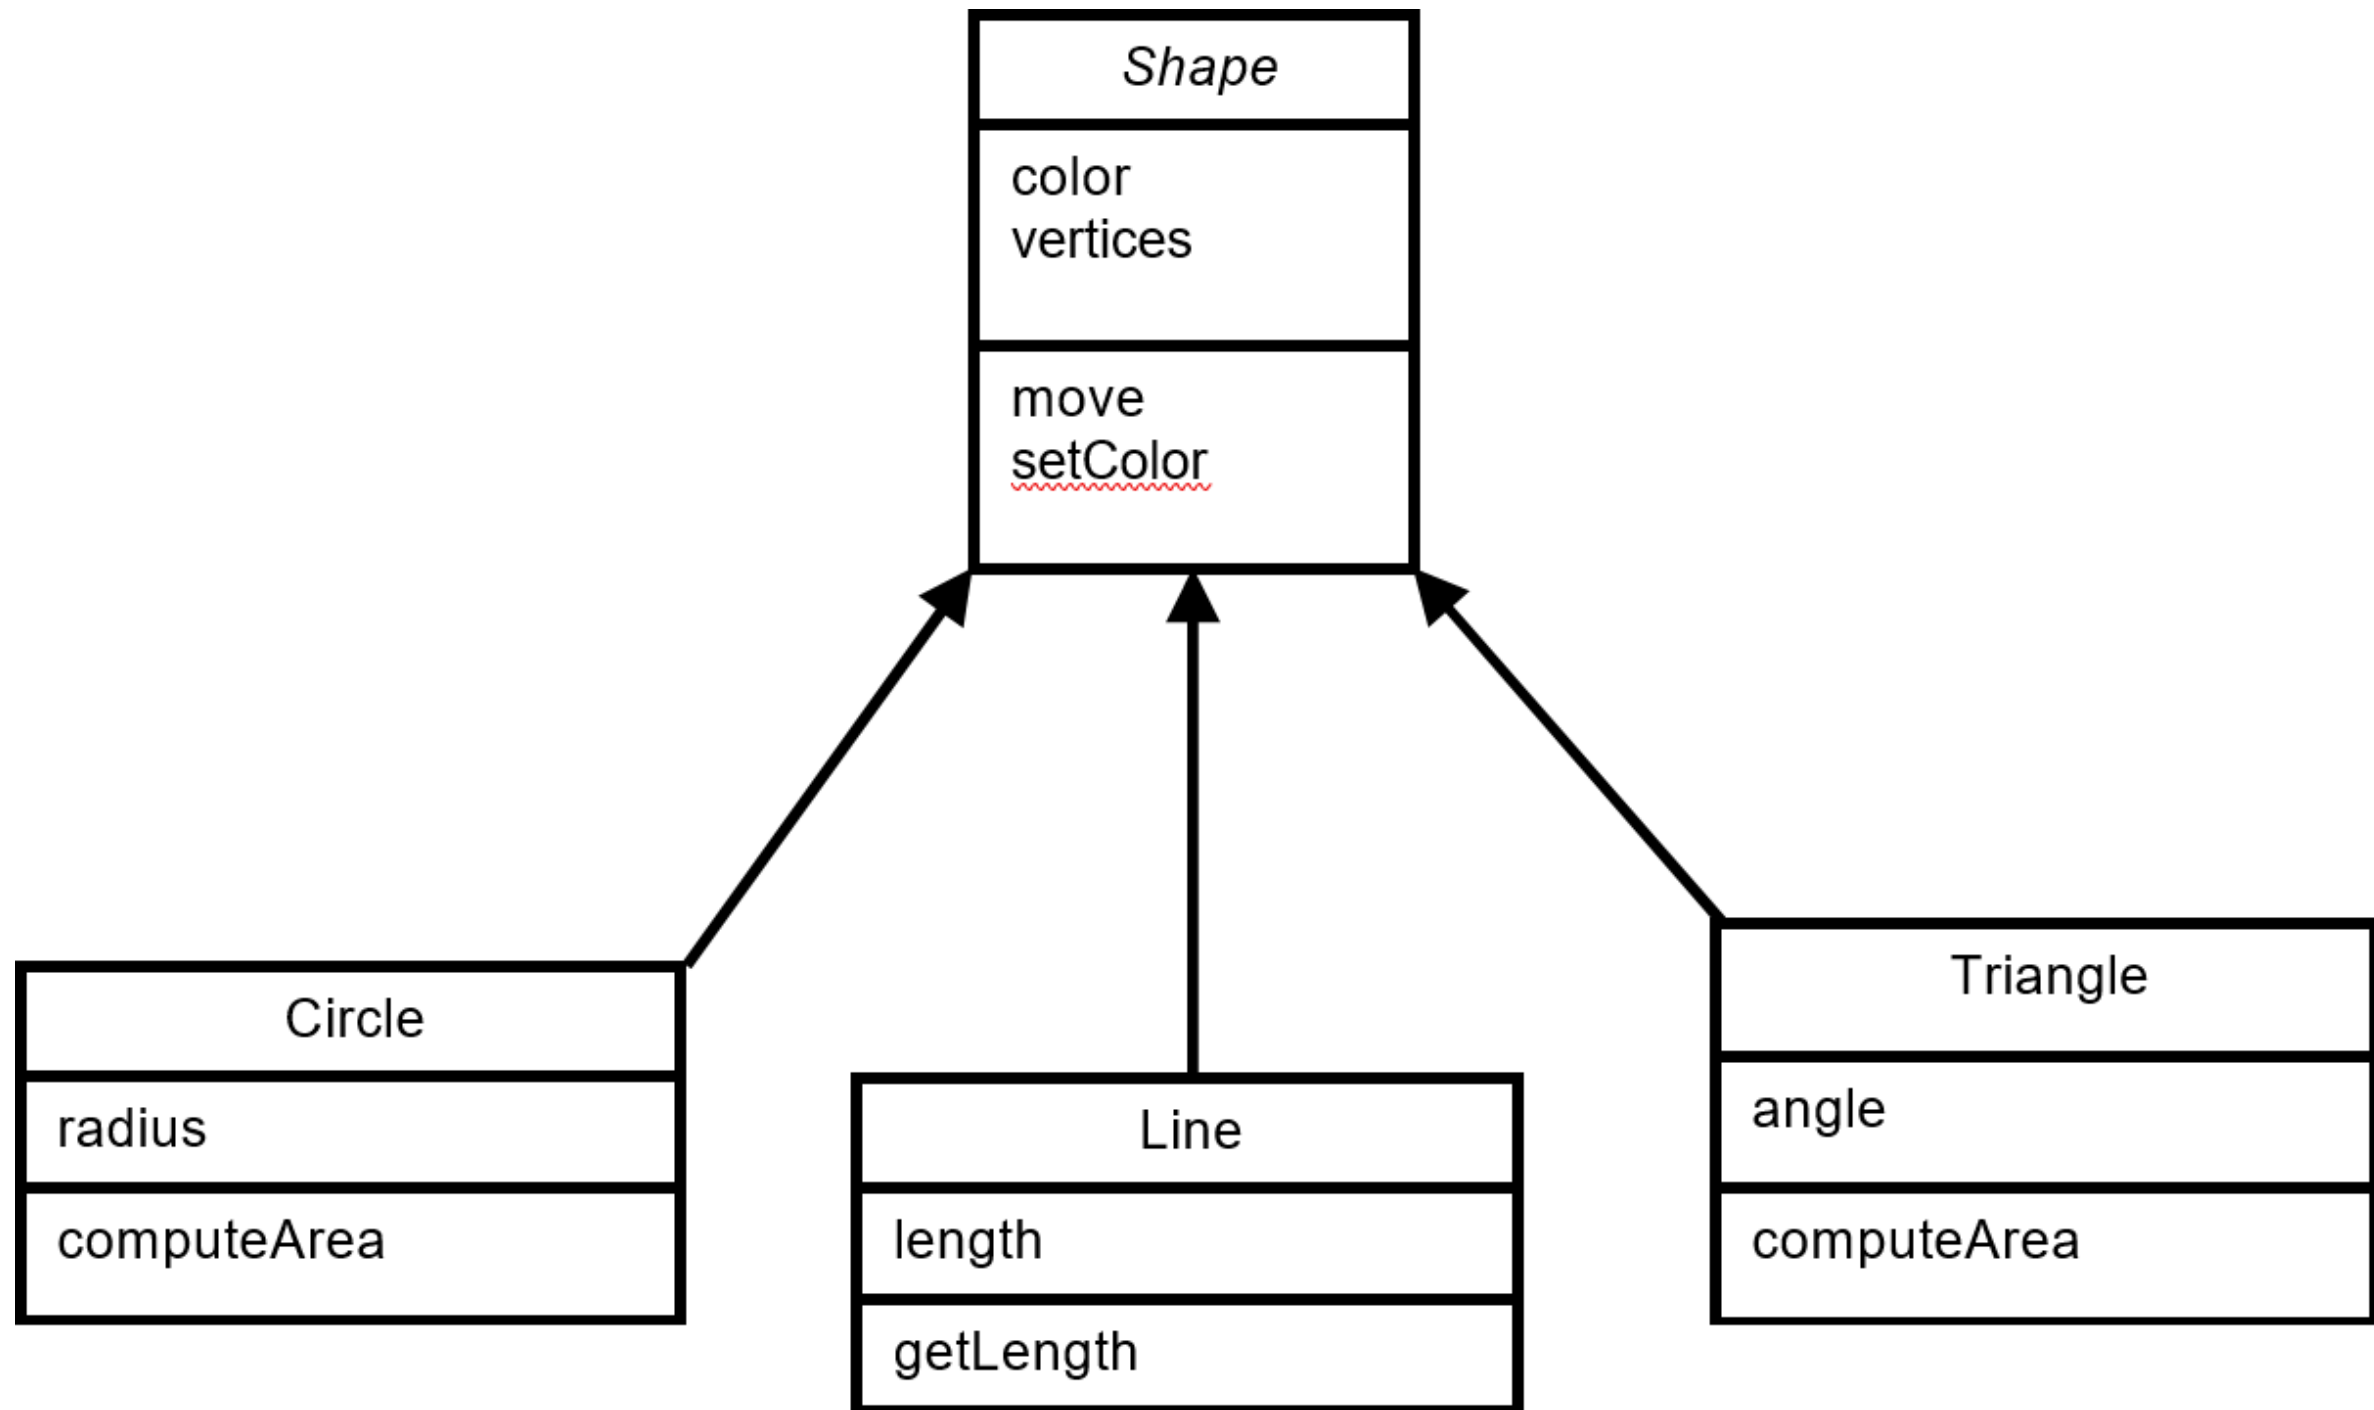 Shape
color
vertices
move
setColor
Circle
radius
computeArea
Line
length
getLength
Triangle
angle
computeArea